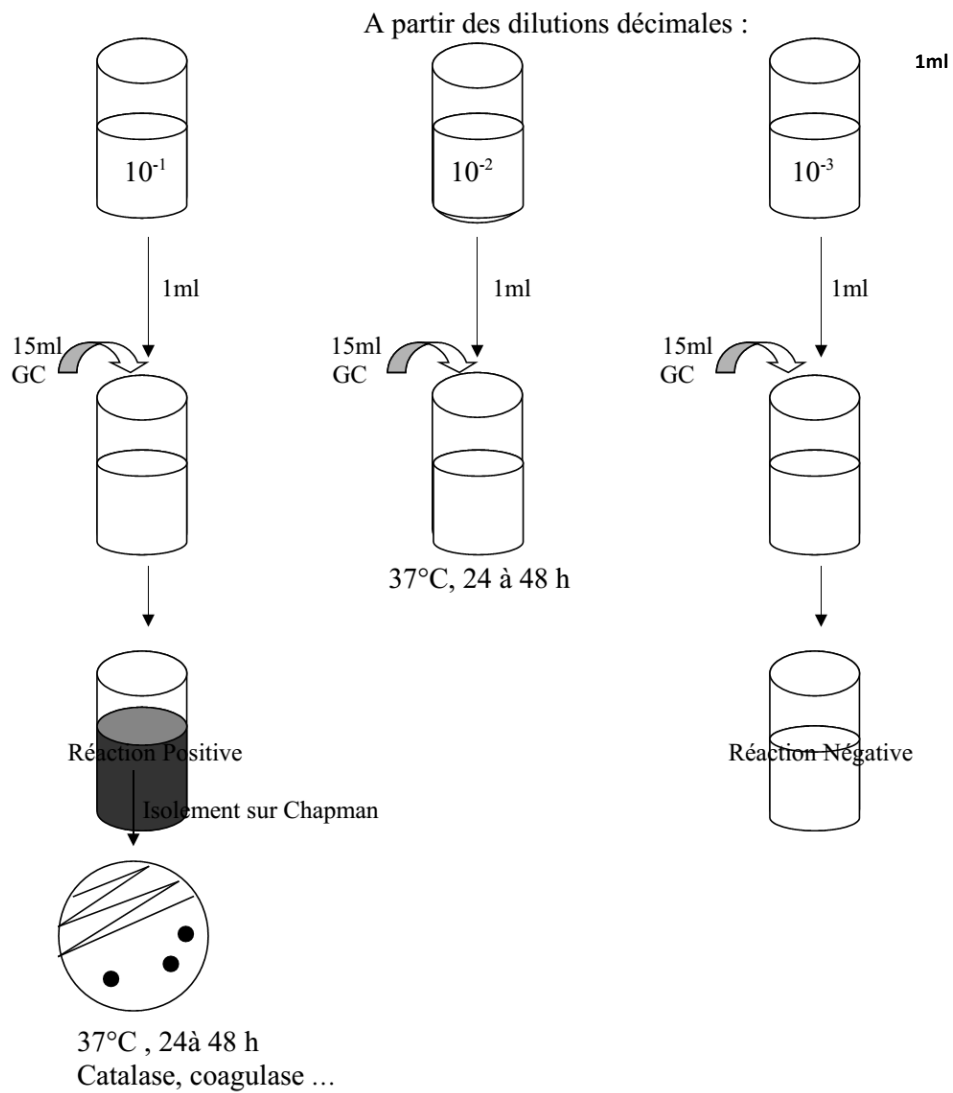 A partir des dilutions décimales :
1ml
10⁻¹
10⁻²
10⁻³
1ml
1ml
1ml
15ml
GC
15ml
GC
15ml
GC
37°C, 24 à 48 h
Réaction Positive
Réaction Négative
Isolement sur Chapman
37°C , 24à 48 h
Catalase, coagulase …